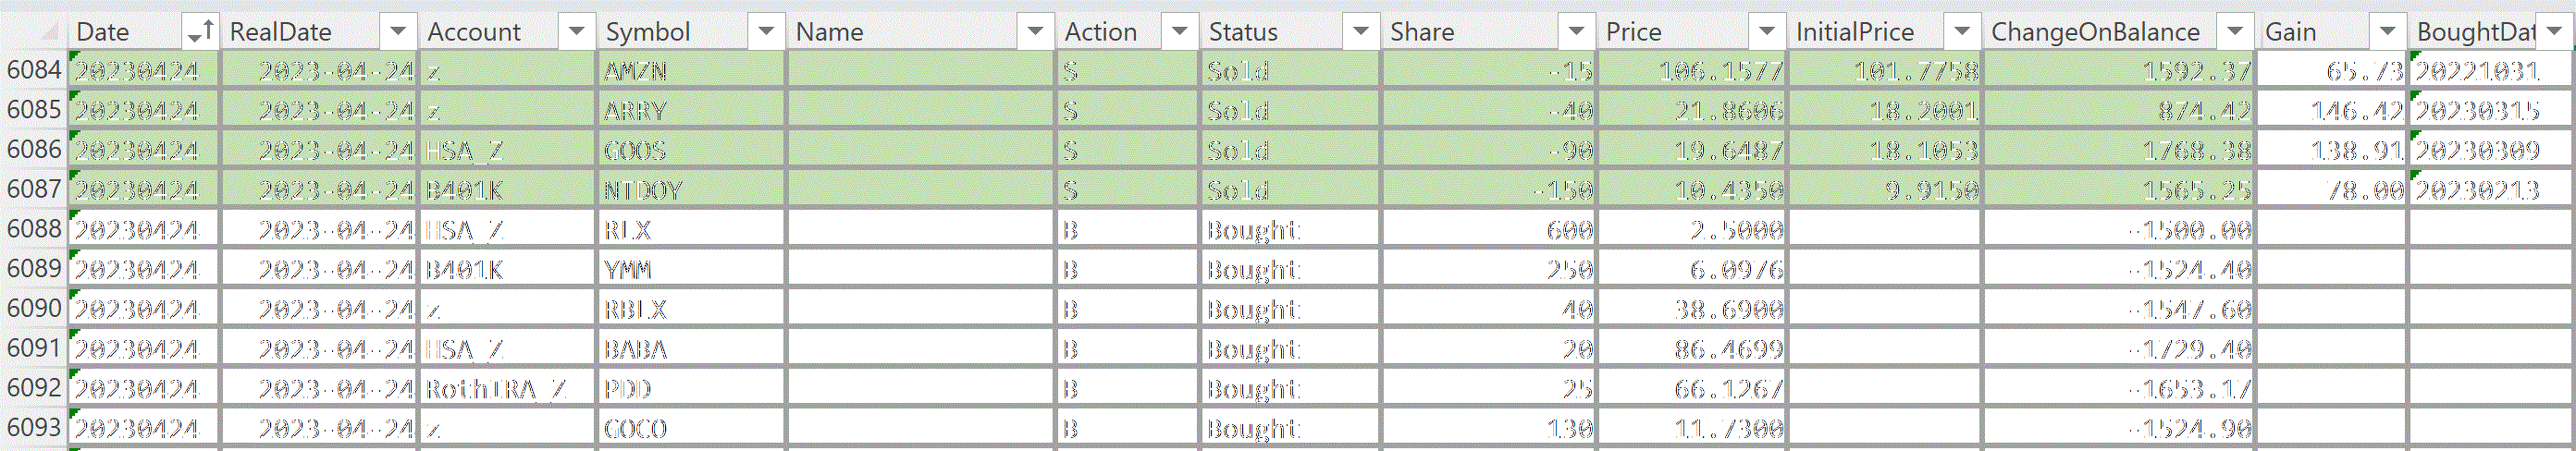 Date RealDate Account Symbol Name Action Status Share Price InitialPrice ChangeOnBalance Gain BoughtDat
6084 20230424 2023-04-24 z AMZN S Sold -15 106.1577 101.7758 1592.37 65.73 20221031
6085 20230424 2023-04-24 z ARRY S Sold -40 21.8606 18.2001 874.42 146.42 20230315
6086 20230424 2023-04-24 HSA_Z GOOS S Sold -90 19.6487 18.1053 1768.38 138.91 20230309
6087 20230424 2023-04-24 B401K NTDOY S Sold -150 10.4350 9.9150 1565.25 78.00 20230213
6088 20230424 2023-04-24 HSA_Z RLX B Bought 600 2.5000 -1500.00
6089 20230424 2023-04-24 B401K YMM B Bought 250 6.0976 -1524.40
6090 20230424 2023-04-24 z RBLX B Bought 40 38.6900 -1547.60
6091 20230424 2023-04-24 HSA_Z BABA B Bought 20 86.4699 -1729.40
6092 20230424 2023-04-24 RothIRA_Z PDD B Bought 25 66.1267 -1653.17
6093 20230424 2023-04-24 z GOCO B Bought 130 11.7300 -1524.90